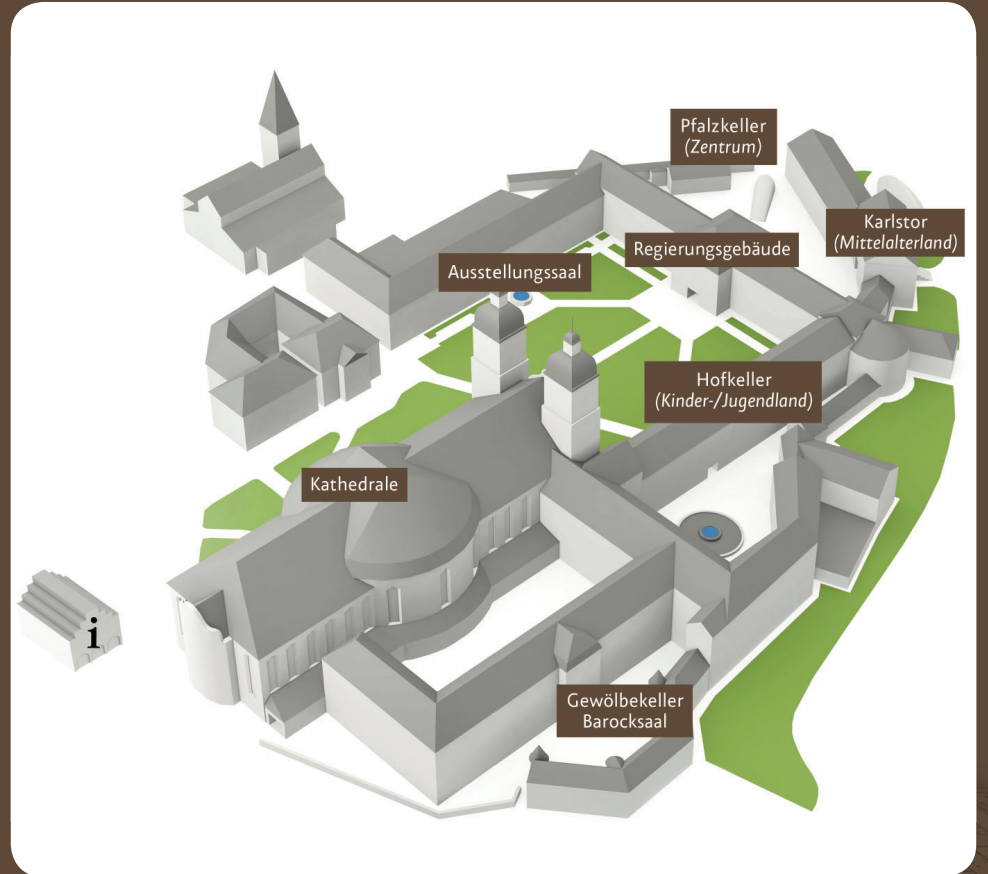 Pfalzkeller
(Zentrum)
Karlstor
(Mittelalterland)
Regierungsgebäude
Ausstellungssaal
Hofkeller
(Kinder-/Jugendland)
Kathedrale
i
Gewölbekeller
Barocksaal